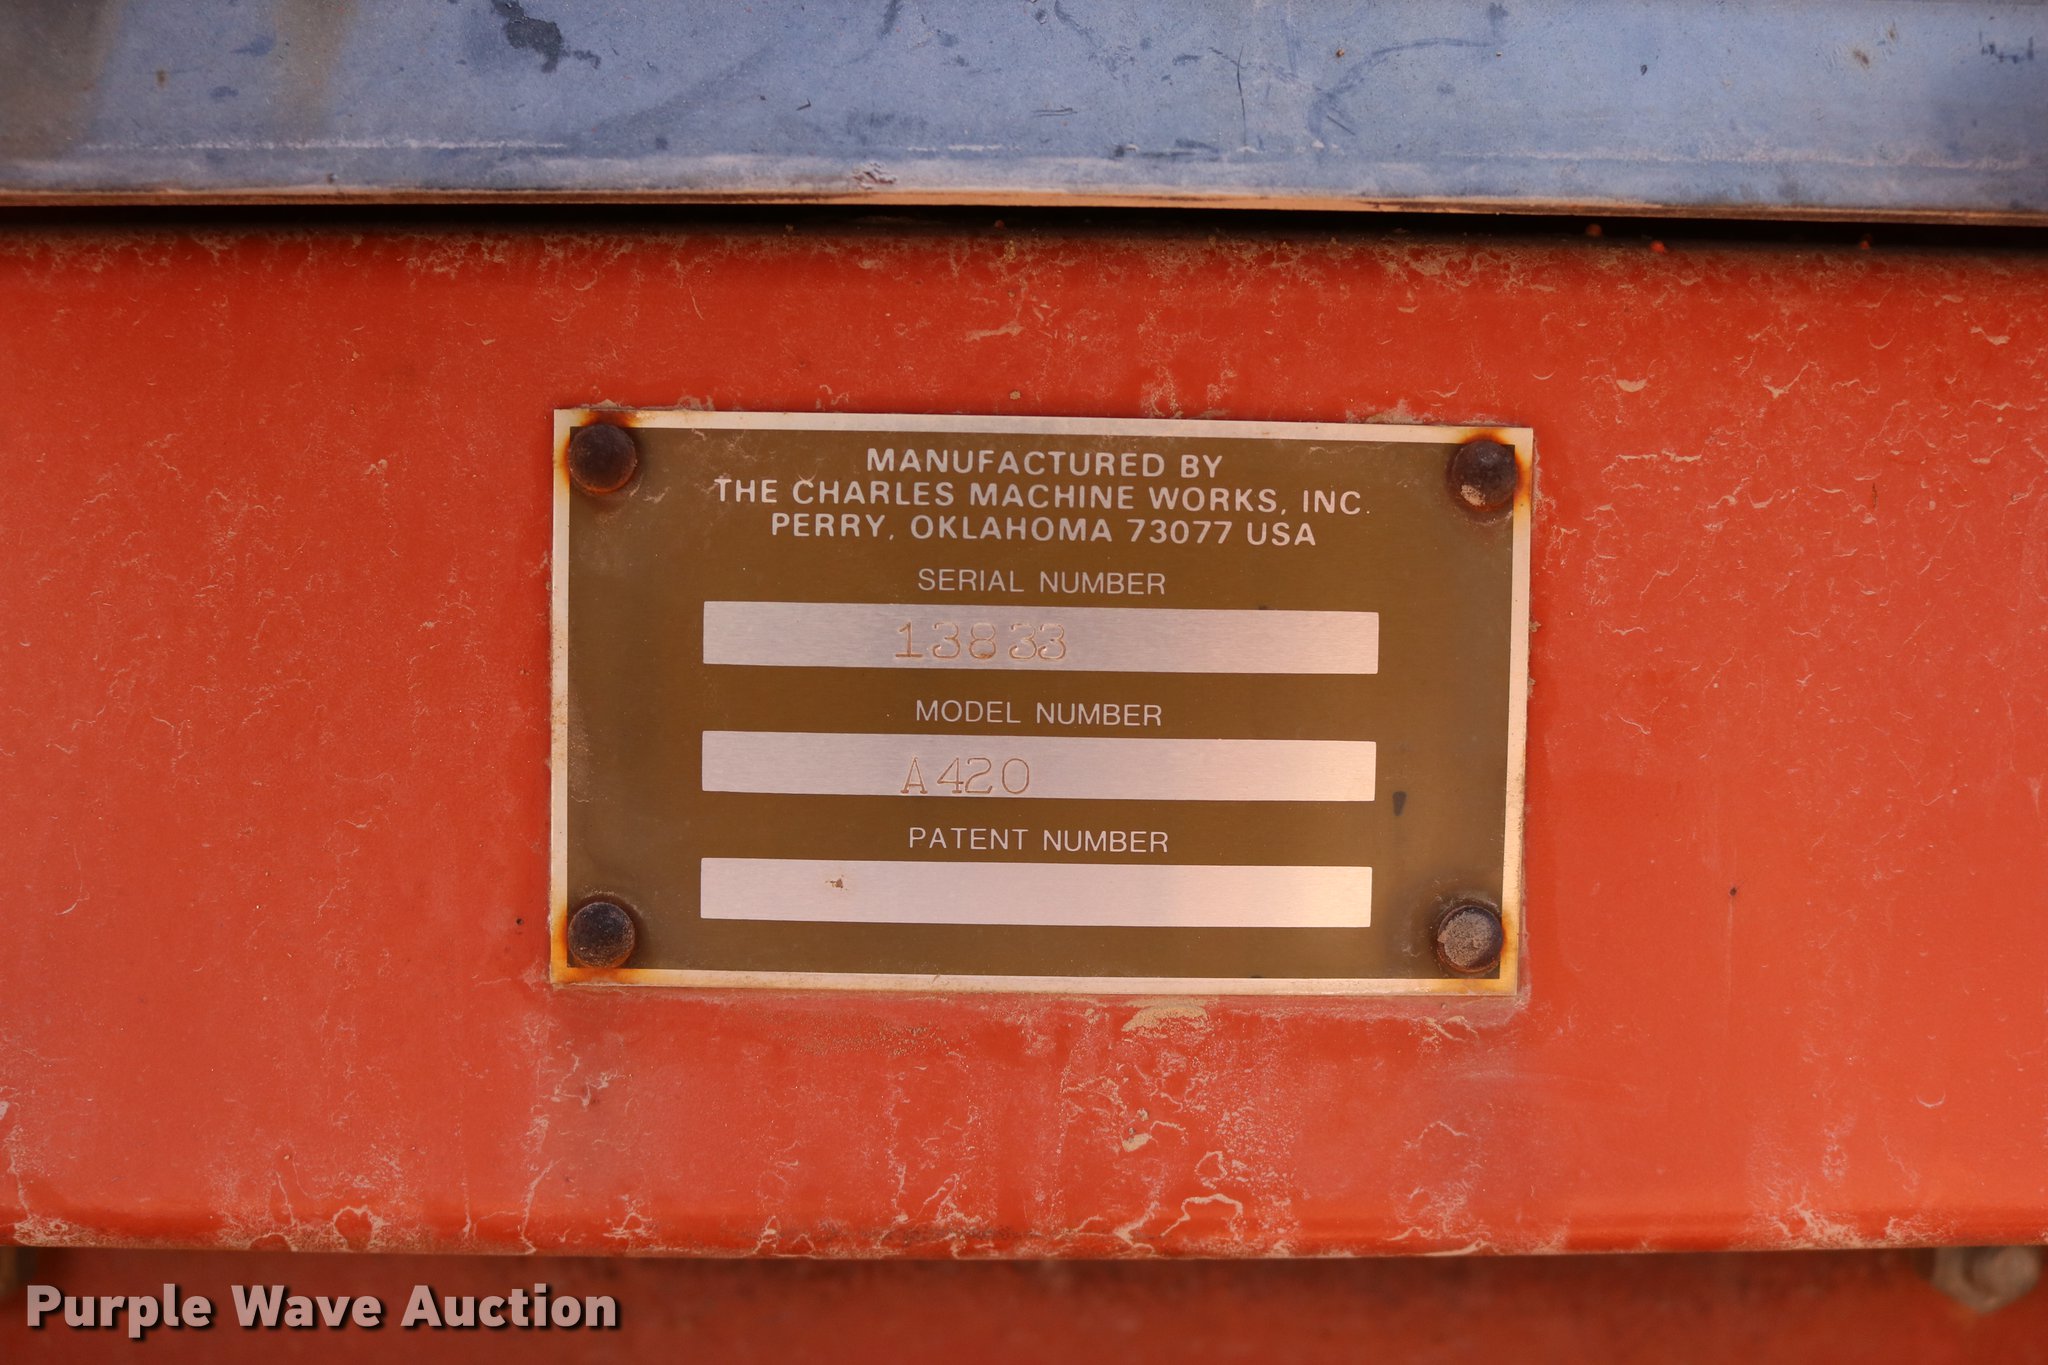 MANUFACTURED BY
THE CHARLES MACHINE WORKS, INC.
PERRY, OKLAHOMA 73077 USA
SERIAL NUMBER
13833
MODEL NUMBER
A420
PATENT NUMBER
Purple Wave Auction